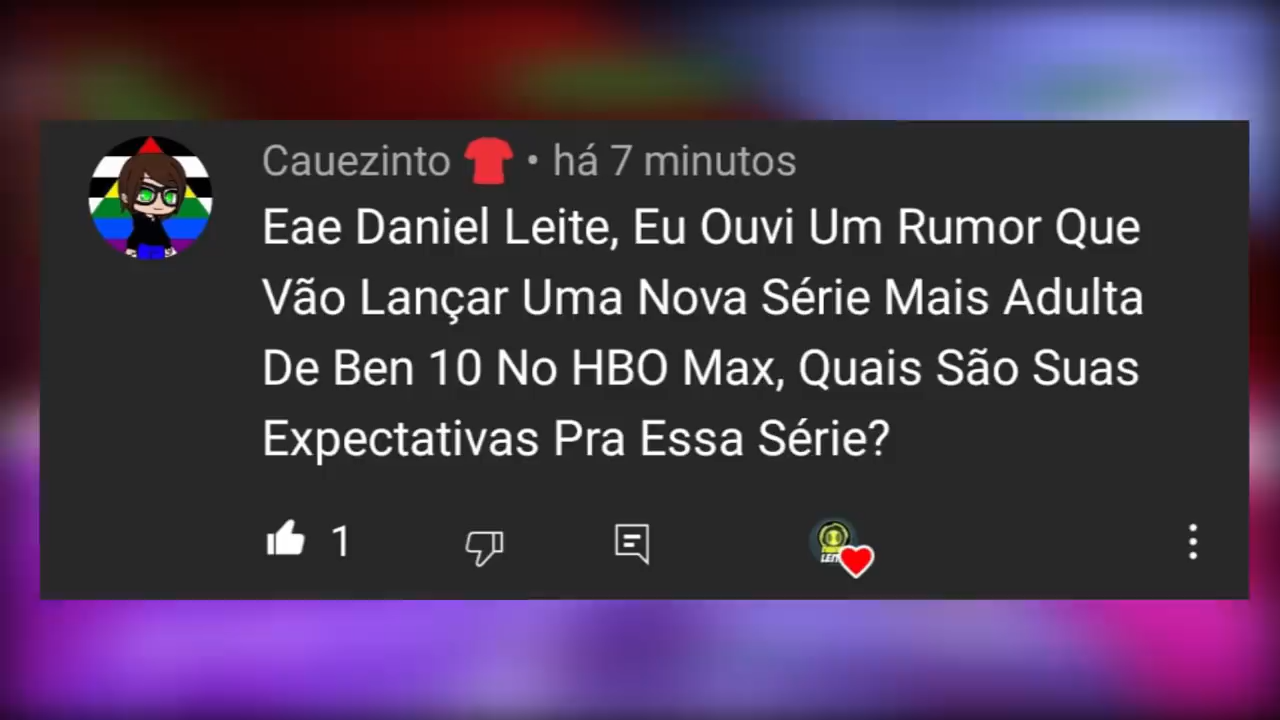 Cauezinto • há 7 minutos
Eae Daniel Leite, Eu Ouvi Um Rumor Que
Vão Lançar Uma Nova Série Mais Adulta
De Ben 10 No HBO Max, Quais São Suas
Expectativas Pra Essa Série?
1